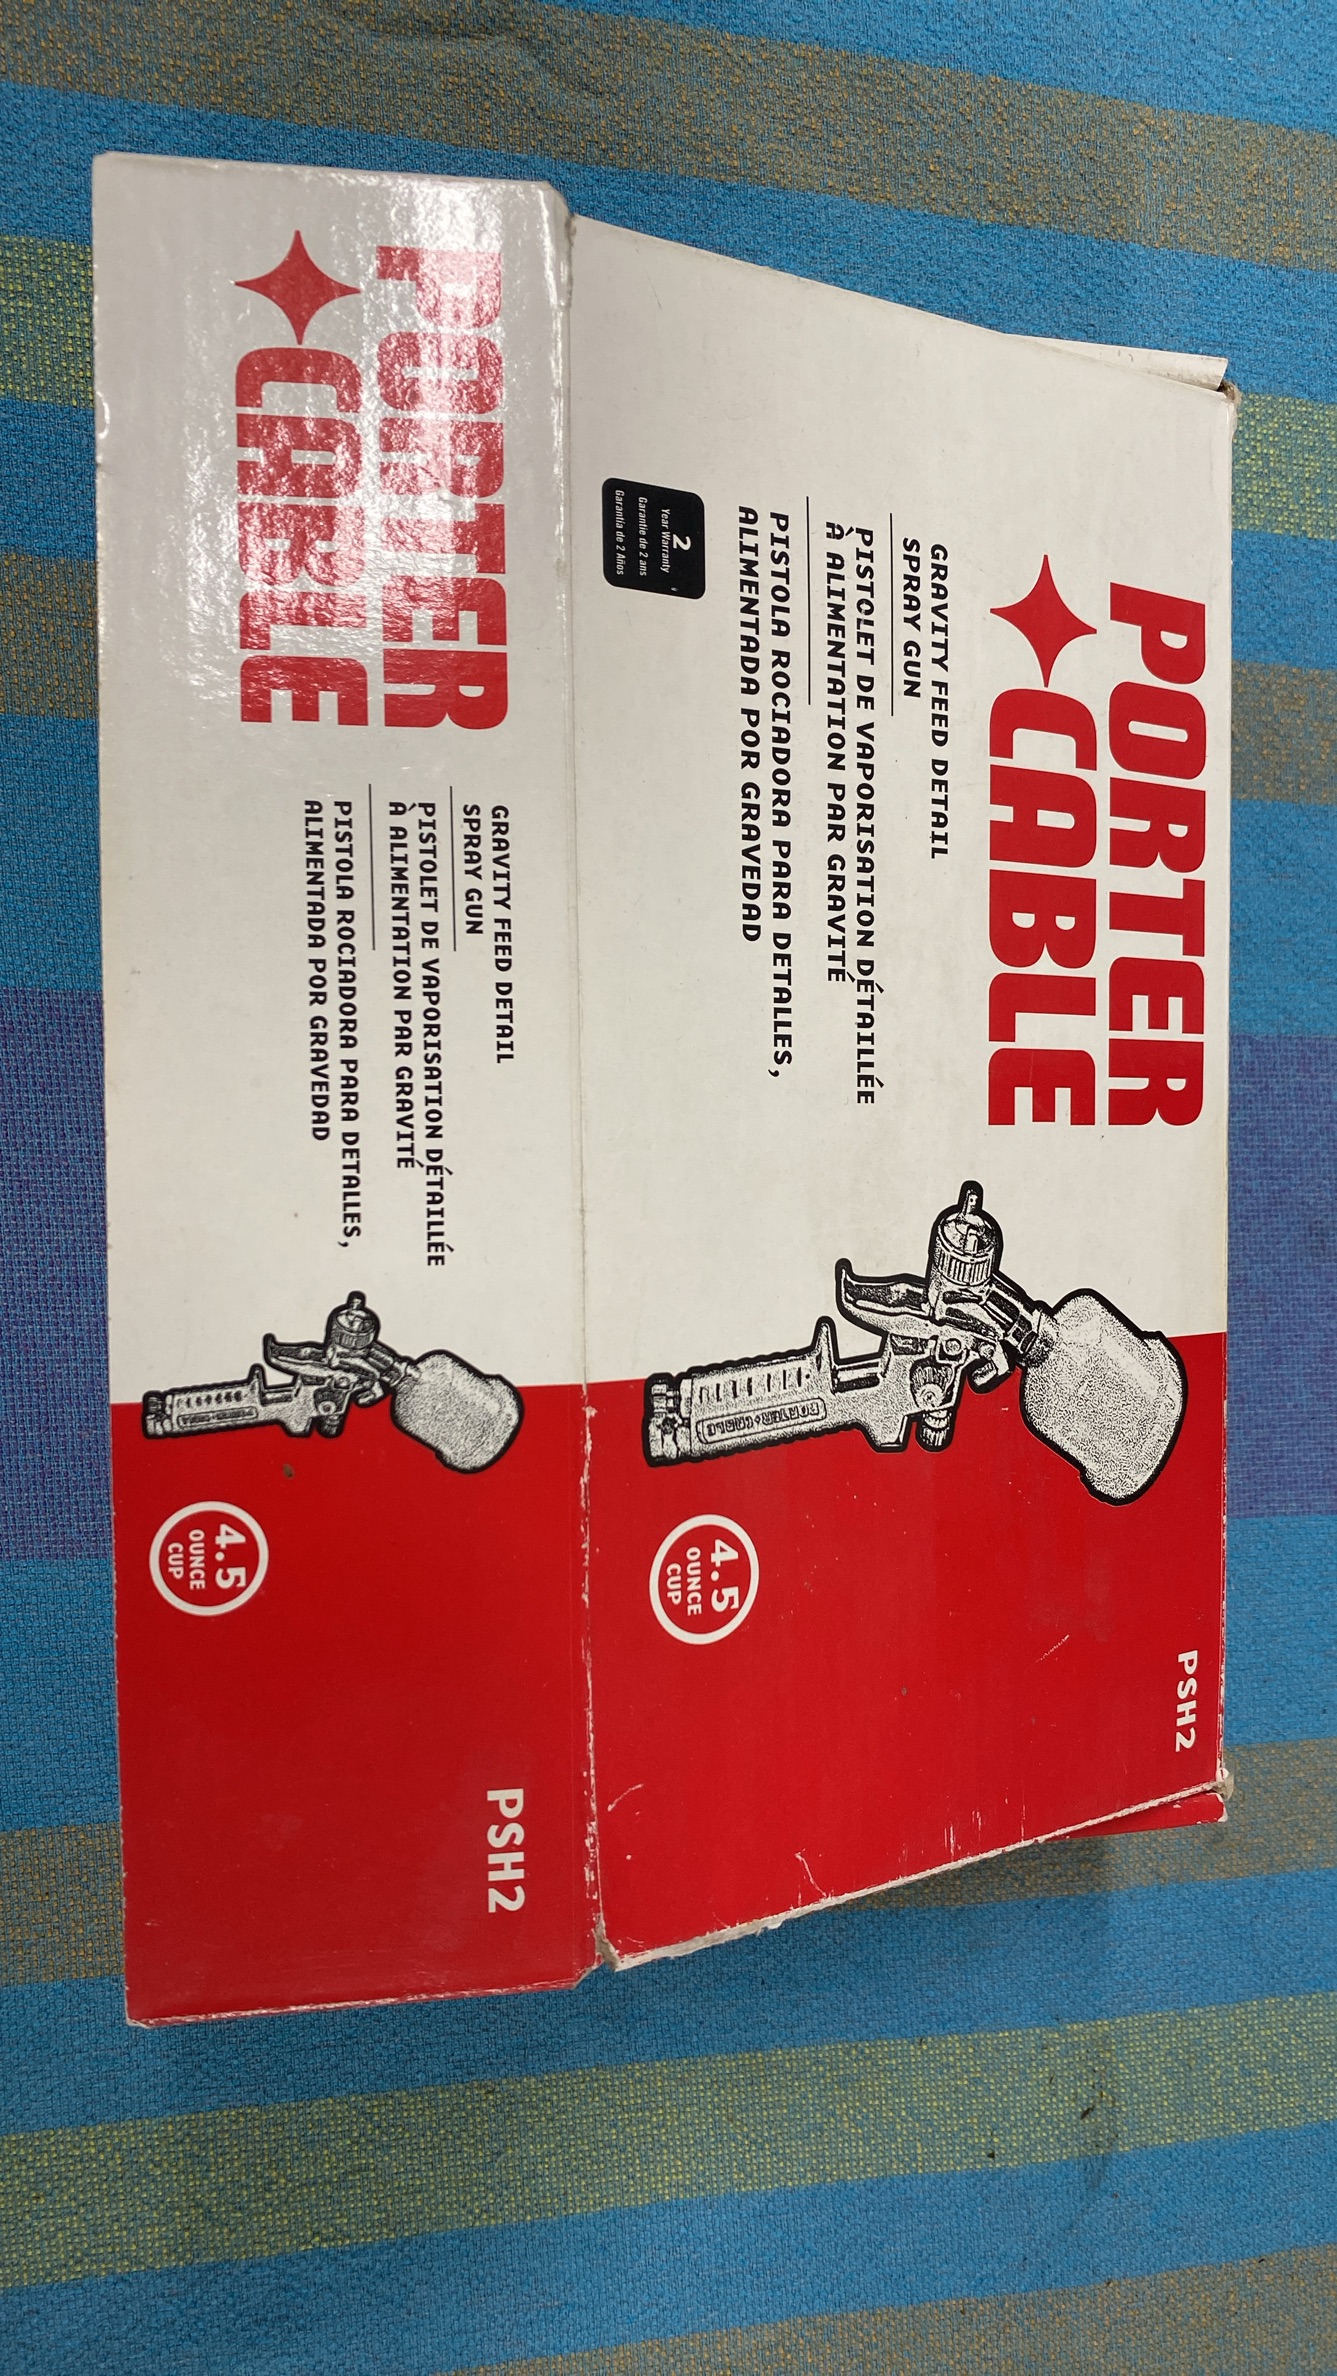 PORTER
CABLE
GRAVITY FEED DETAIL
SPRAY GUN
PISTOLET DE VAPORISATION DÉTAILLÉE
À ALIMENTATION PAR GRAVITÉ
PISTOLA ROCIADORA PARA DETALLES,
ALIMENTADA POR GRAVEDAD
2
Year Warranty
Garantie de 2 ans
Garantía de 2 Años
PORTER+CABLE
4.5
OUNCE
CUP
PSH2
PORTER
CABLE
GRAVITY FEED DETAIL
SPRAY GUN
PISTOLET DE VAPORISATION DÉTAILLÉE
À ALIMENTATION PAR GRAVITÉ
PISTOLA ROCIADORA PARA DETALLES,
ALIMENTADA POR GRAVEDAD
4.5
OUNCE
CUP
PSH2